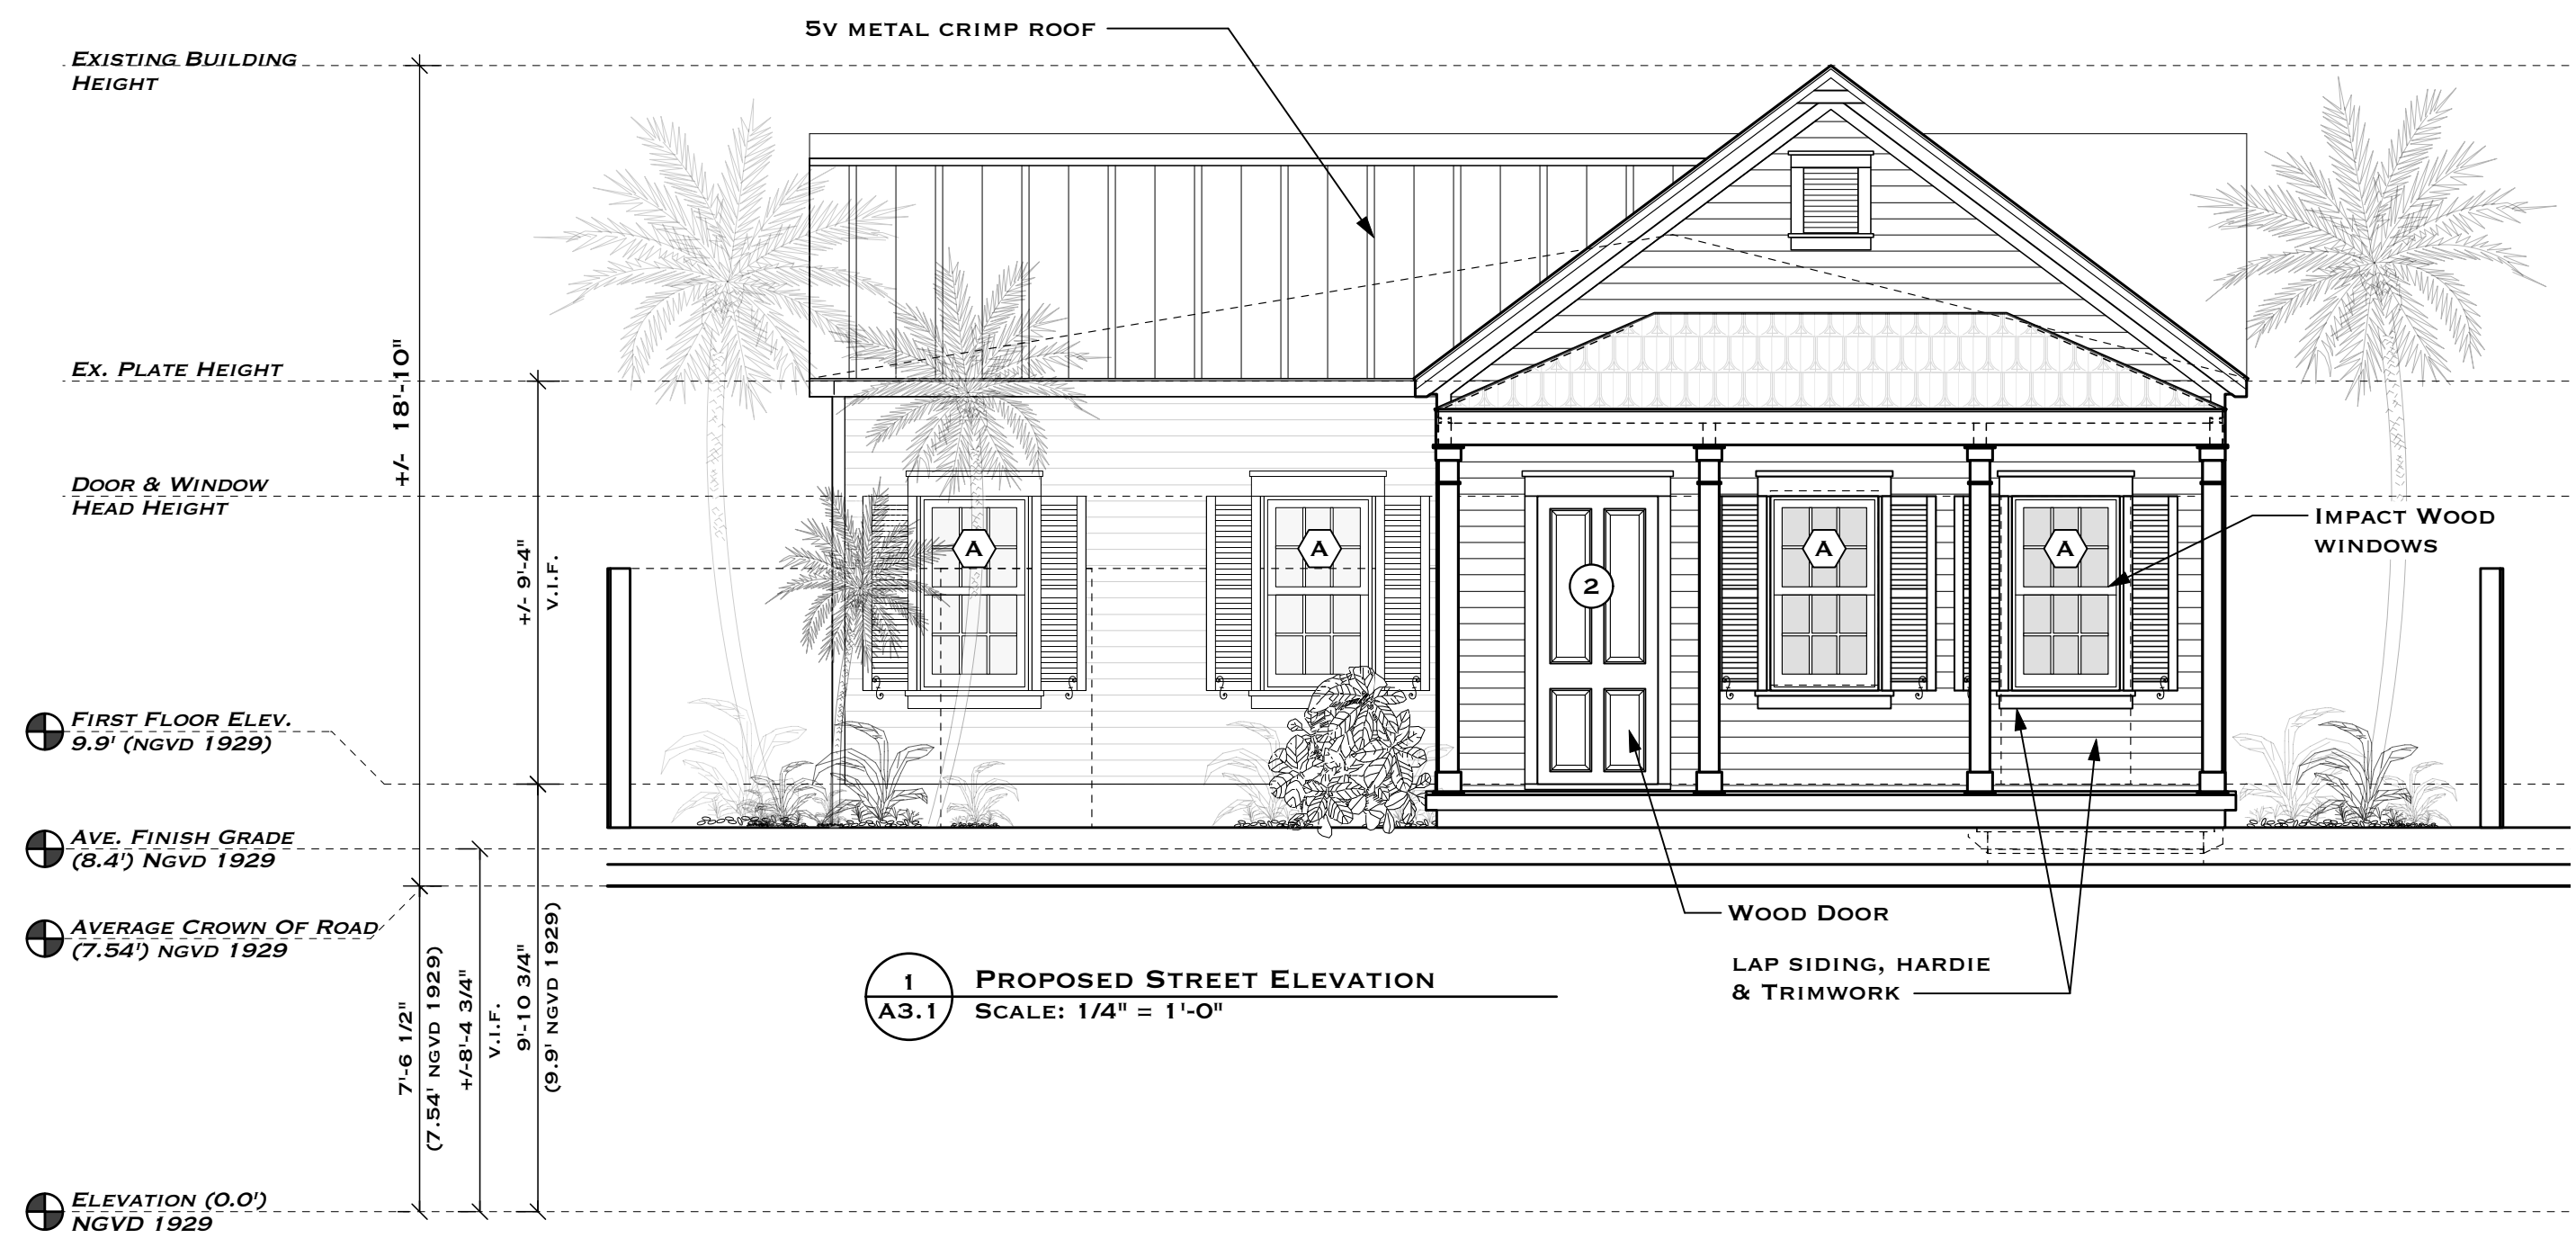 5V METAL CRIMP ROOF
EXISTING BUILDING
HEIGHT
EX. PLATE HEIGHT
+/- 18'-10"
DOOR & WINDOW
HEAD HEIGHT
+/- 9'-4"
V.I.F.
A
A
2
A
A
IMPACT WOOD
WINDOWS
FIRST FLOOR ELEV.
9.9' (NGVD 1929)
AVE. FINISH GRADE
(8.4') NGVD 1929
AVERAGE CROWN OF ROAD
(7.54') NGVD 1929
7'-6 1/2"
(7.54' NGVD 1929)
+/-8'-4 3/4"
V.I.F.
9'-10 3/4"
(9.9' NGVD 1929)
WOOD DOOR
LAP SIDING, HARDIE
& TRIMWORK
1
A3.1
PROPOSED STREET ELEVATION
SCALE: 1/4" = 1'-0"
ELEVATION (0.0')
NGVD 1929